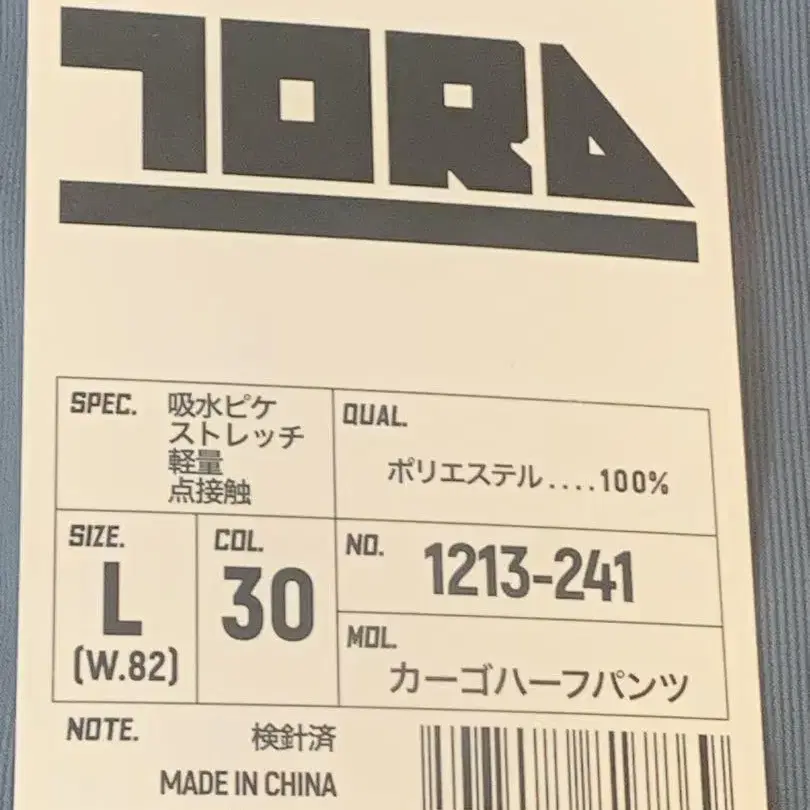 TORA
SPEC.
吸水ピケ
ストレッチ
軽量
点接触
QUAL.
ポリエステル....100%
SIZE.
L
(W.82)
COL.
30
NO.
1213-241
MOL.
カーゴハーフパンツ
NOTE.
検針済
MADE IN CHINA